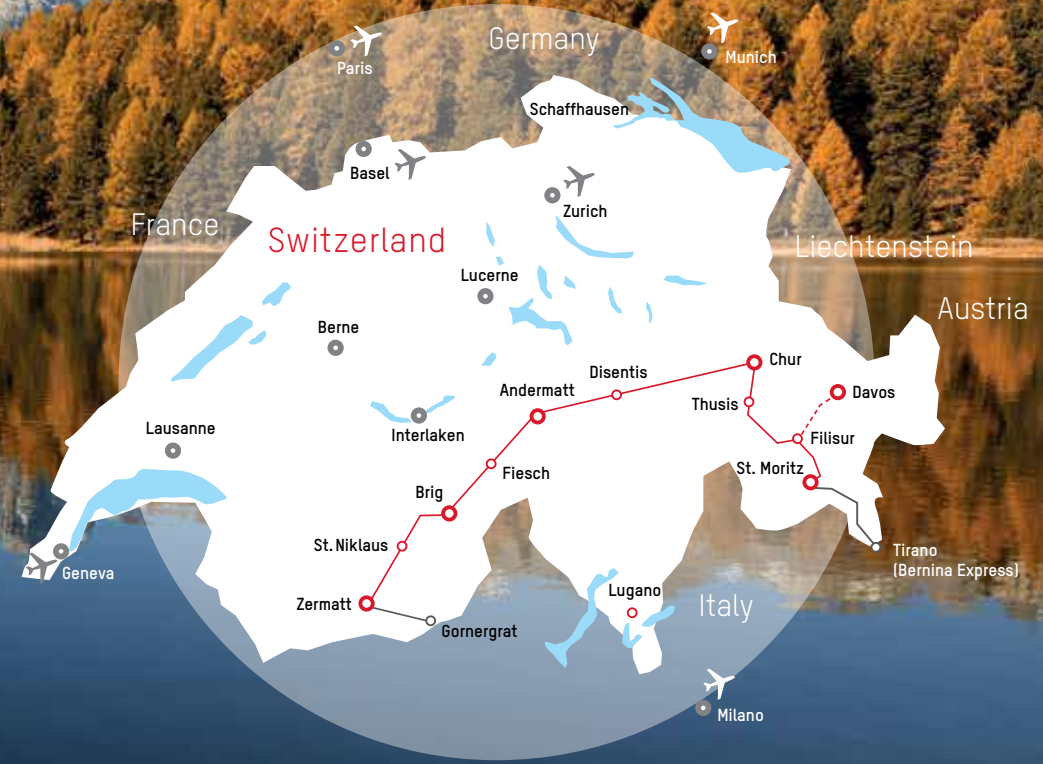 Germany
Paris
Munich
Schaffhausen
Basel
Zurich
France
Switzerland
Liechtenstein
Lucerne
Austria
Berne
Disentis
Chur
Andermatt
Davos
Thusis
Interlaken
Lausanne
Filisur
St. Moritz
Fiesch
Brig
St. Niklaus
Tirano
(Bernina Express)
Geneva
Lugano
Zermatt
Italy
Gornergrat
Milano